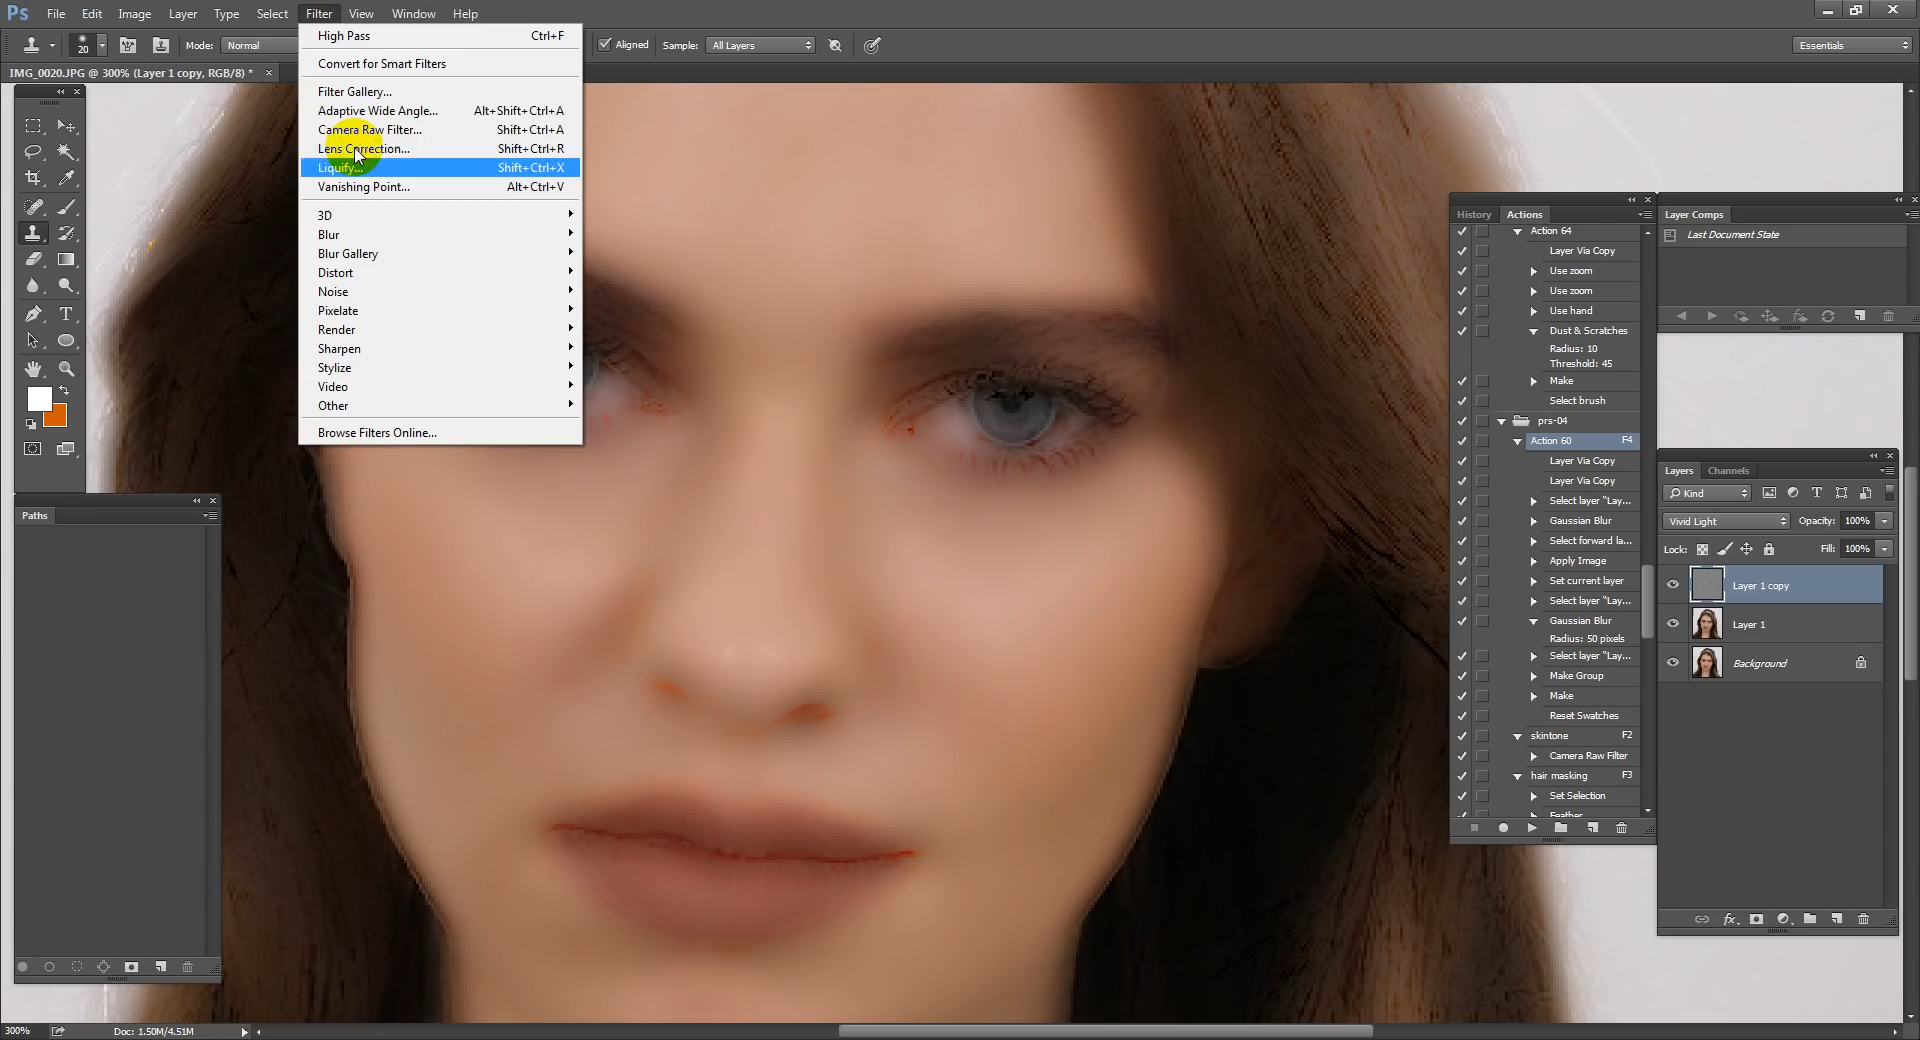 Ps File Edit Image Layer Type Select Filter View Window Help
20 Mode: Normal Aligned Sample: All Layers Essentials
IMG_0020.JPG @ 300% (Layer 1 copy, RGB/8) * ×
High Pass Ctrl+F
Convert for Smart Filters
Filter Gallery...
Adaptive Wide Angle... Alt+Shift+Ctrl+A
Camera Raw Filter... Shift+Ctrl+A
Lens Correction... Shift+Ctrl+R
Liquify... Shift+Ctrl+X
Vanishing Point... Alt+Ctrl+V
3D
Blur
Blur Gallery
Distort
Noise
Pixelate
Render
Sharpen
Stylize
Video
Other
Browse Filters Online...
Paths
History Actions
Action 64
Layer Via Copy
Use zoom
Use zoom
Use hand
Dust & Scratches
Radius: 10
Threshold: 45
Make
Select brush
prs-04
Action 60 F4
Layer Via Copy
Layer Via Copy
Select layer "Lay...
Gaussian Blur
Select forward la...
Apply Image
Set current layer
Select layer "Lay...
Gaussian Blur
Radius: 50 pixels
Select layer "Lay...
Make Group
Make
Reset Swatches
skintone F2
Camera Raw Filter
hair masking F3
Set Selection
Feather
Layer Comps
Last Document State
Layers Channels
Kind
Vivid Light Opacity: 100%
Lock: Fill: 100%
Layer 1 copy
Layer 1
Background
300% Doc: 1.50M/4.51M